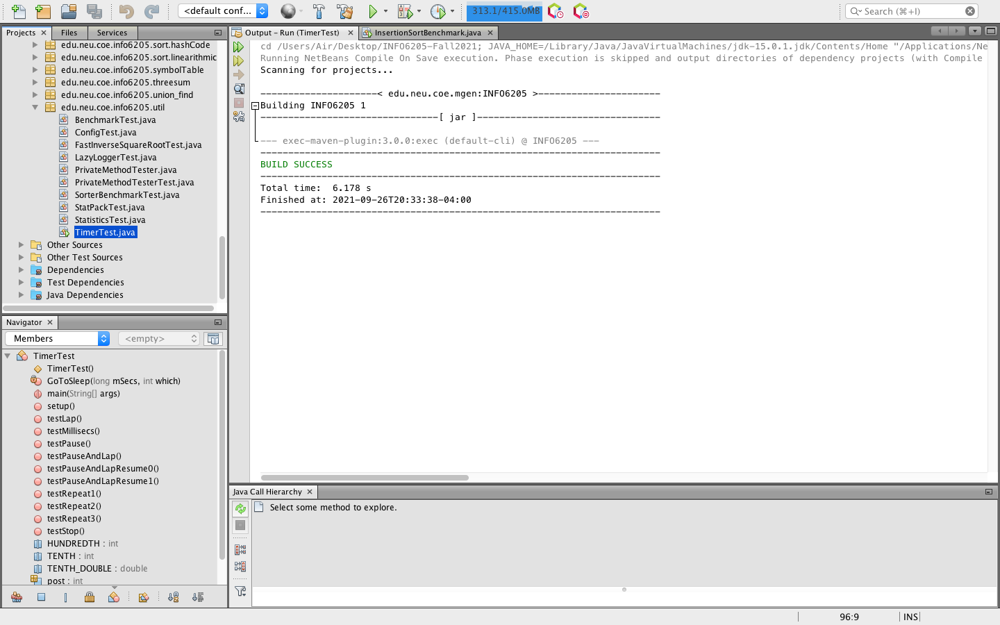 <default conf...
313.1/415.0MB
Search (⌘+I)
Projects
Files
Services
edu.neu.coe.info6205.sort.hashCode
edu.neu.coe.info6205.sort.linearithmic
edu.neu.coe.info6205.symbolTable
edu.neu.coe.info6205.threesum
edu.neu.coe.info6205.union_find
edu.neu.coe.info6205.util
BenchmarkTest.java
ConfigTest.java
FastInverseSquareRootTest.java
LazyLoggerTest.java
PrivateMethodTester.java
PrivateMethodTesterTest.java
SorterBenchmarkTest.java
StatPackTest.java
StatisticsTest.java
TimerTest.java
Other Sources
Other Test Sources
Dependencies
Test Dependencies
Java Dependencies
Navigator
Members
<empty>
TimerTest
TimerTest()
GoToSleep(long mSecs, int which)
main(String[] args)
setup()
testLap()
testMillisecs()
testPause()
testPauseAndLap()
testPauseAndLapResume0()
testPauseAndLapResume1()
testRepeat1()
testRepeat2()
testRepeat3()
testStop()
HUNDREDTH : int
TENTH : int
TENTH_DOUBLE : double
post : int
Output – Run (TimerTest)
InsertionSortBenchmark.java
cd /Users/Air/Desktop/INFO6205-Fall2021; JAVA_HOME=/Library/Java/JavaVirtualMachines/jdk-15.0.1.jdk/Contents/Home "/Applications/Ne
Running NetBeans Compile On Save execution. Phase execution is skipped and output directories of dependency projects (with Compile
Scanning for projects...
---------------------< edu.neu.coe.mgen:INFO6205 >----------------------
Building INFO6205 1
--------------------------------[ jar ]---------------------------------
--- exec-maven-plugin:3.0.0:exec (default-cli) @ INFO6205 ---
------------------------------------------------------------------------
BUILD SUCCESS
------------------------------------------------------------------------
Total time:  6.178 s
Finished at: 2021-09-26T20:33:38-04:00
------------------------------------------------------------------------
Java Call Hierarchy
Select some method to explore.
96:9
INS